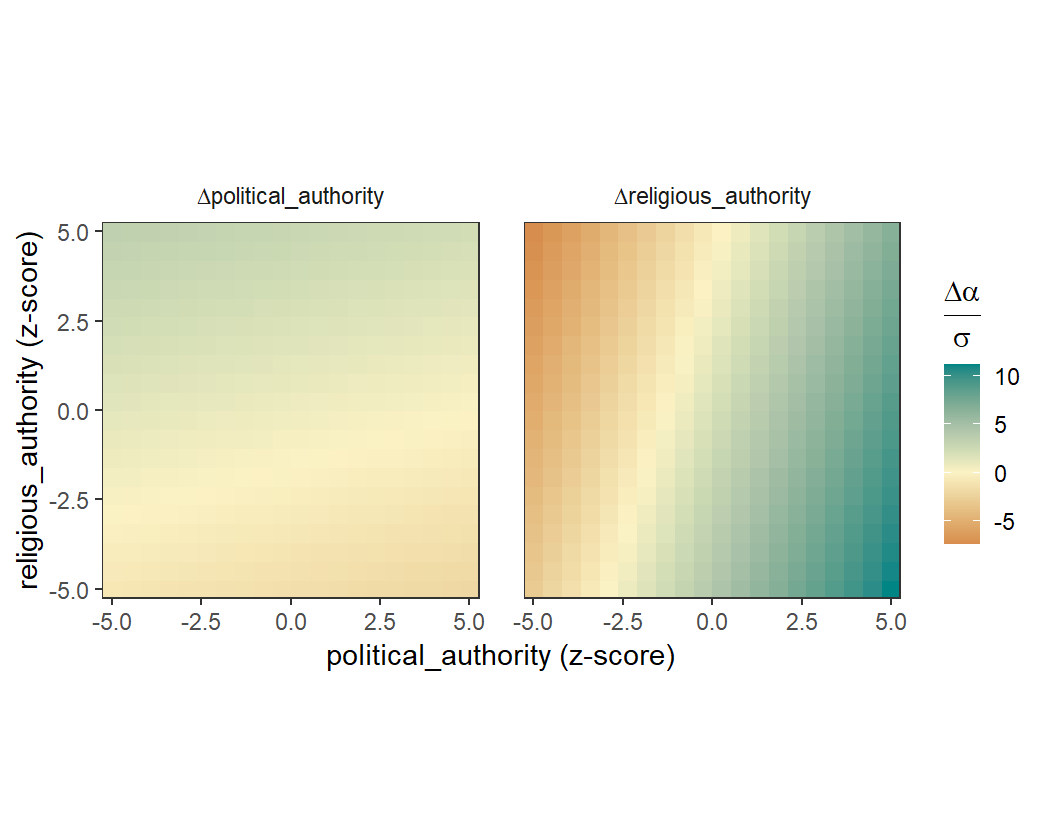 Δpolitical_authority
Δreligious_authority
religious_authority (z-score)
5.0
2.5
0.0
-2.5
-5.0
-5.0 -2.5 0.0 2.5 5.0
-5.0 -2.5 0.0 2.5 5.0
political_authority (z-score)
Δα
σ
10
5
0
-5